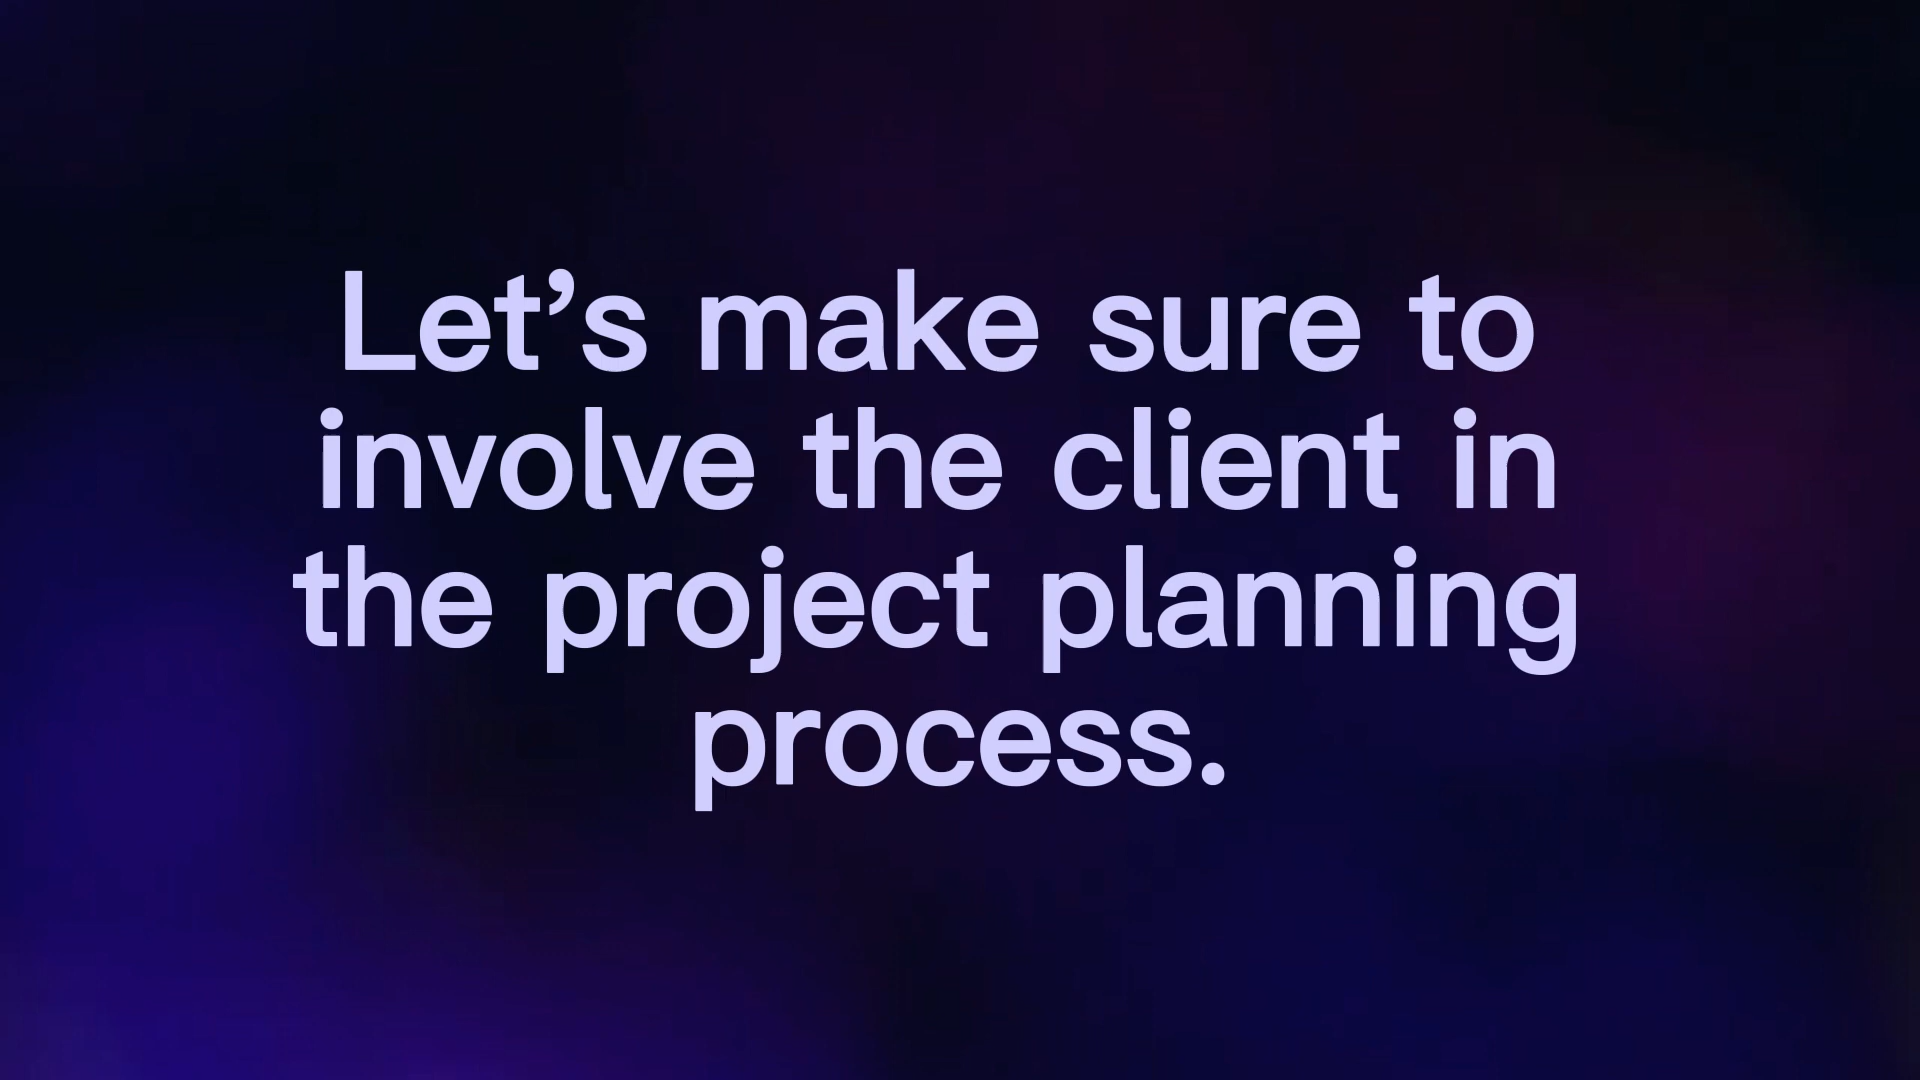 Let’s make sure to
involve the client in
the project planning
process.